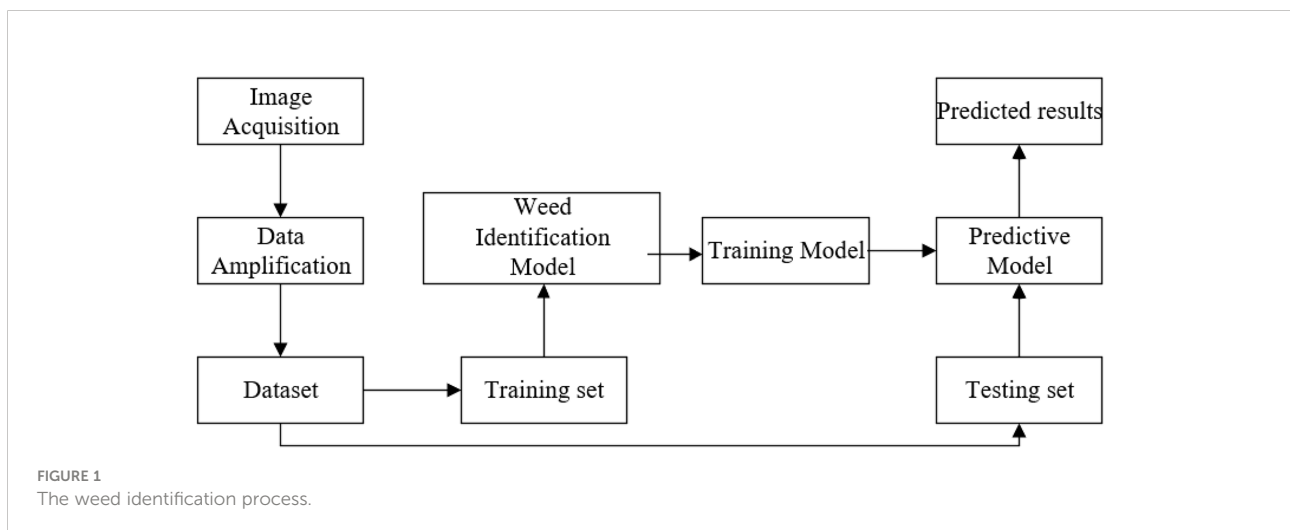 Image
Acquisition
Predicted results
Weed
Identification
Model
Data
Amplification
Training Model
Predictive
Model
Dataset
Training set
Testing set
FIGURE 1
The weed identification process.